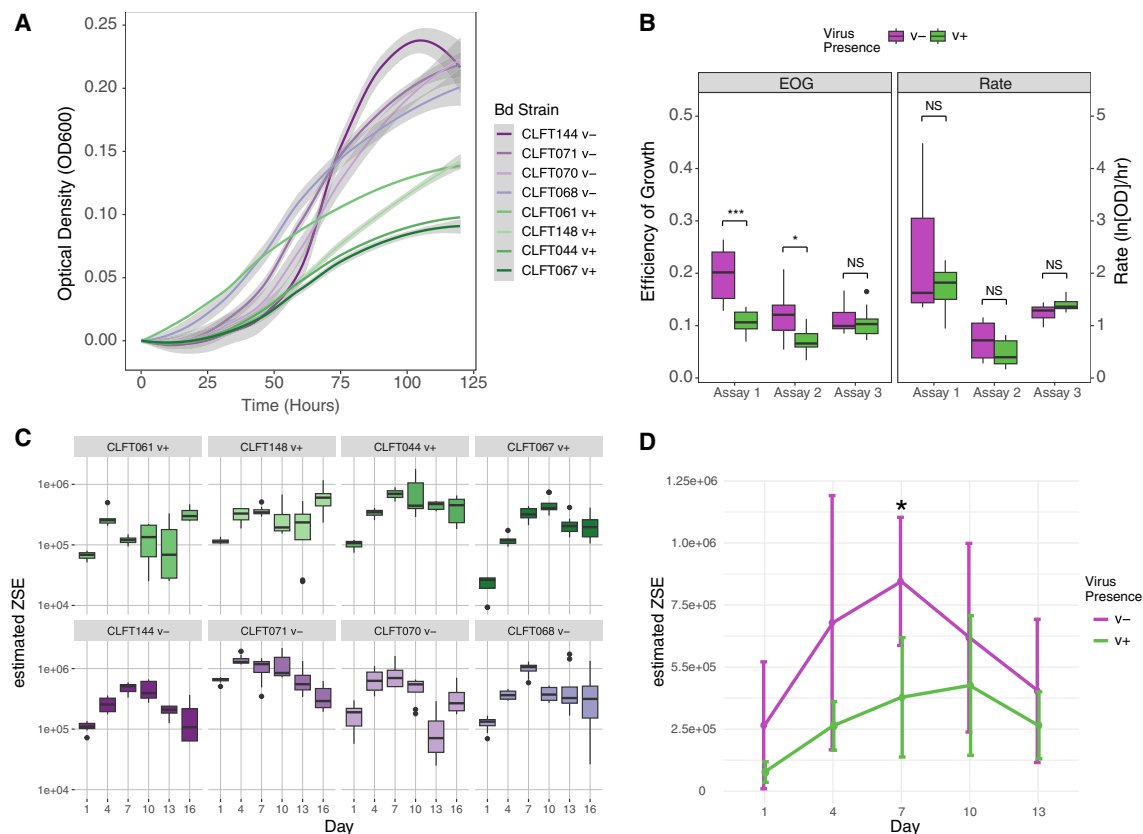 A
0.25
0.20
0.15
0.10
0.05
0.00
Optical Density (OD600)
0 25 50 75 100 125
Time (Hours)
Bd Strain
CLFT144 v−
CLFT071 v−
CLFT070 v−
CLFT068 v−
CLFT061 v+
CLFT148 v+
CLFT044 v+
CLFT067 v+
B
Virus Presence v− v+
EOG Rate
0.5
0.4
0.3
0.2
0.1
0.0
Efficiency of Growth
*** * NS
NS NS NS
5
4
3
2
1
0
Rate (ln[OD]/hr)
Assay 1 Assay 2 Assay 3 Assay 1 Assay 2 Assay 3
C
CLFT061 v+ CLFT148 v+ CLFT044 v+ CLFT067 v+
1e+06
1e+05
1e+04
CLFT144 v− CLFT071 v− CLFT070 v− CLFT068 v−
1e+06
1e+05
1e+04
estimated ZSE
1 4 7 10 13 16 1 4 7 10 13 16 1 4 7 10 13 16 1 4 7 10 13 16
Day
D
1.25e+06
1.0e+06
7.5e+05
5.5e+05
2.5e+05
0
estimated ZSE
*
1 4 7 10 13
Day
Virus
Presence
v−
v+